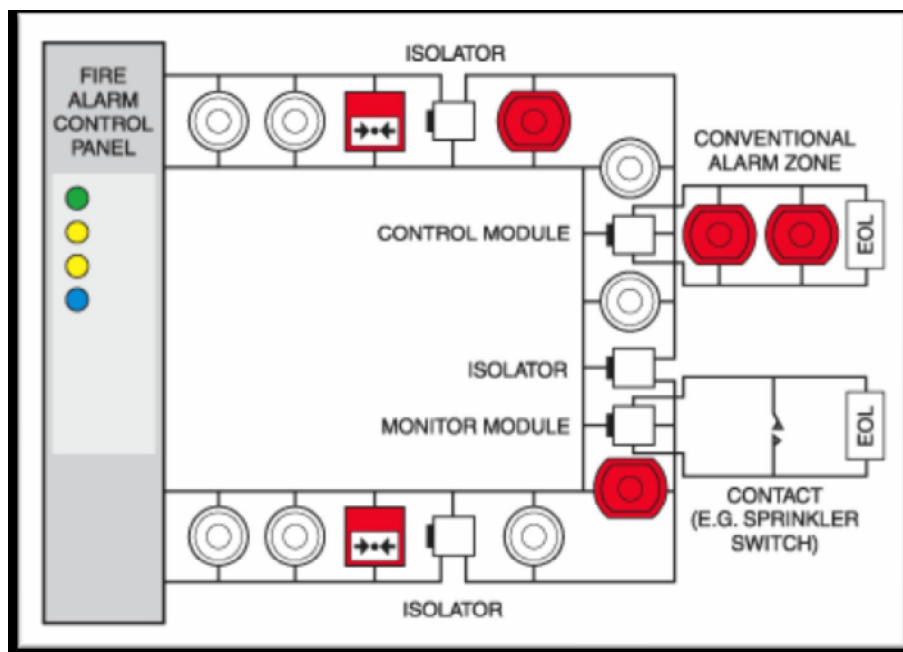 FIRE
ALARM
CONTROL
PANEL
ISOLATOR
CONVENTIONAL
ALARM ZONE
CONTROL MODULE
EOL
ISOLATOR
MONITOR MODULE
EOL
CONTACT
(E.G. SPRINKLER
SWITCH)
ISOLATOR